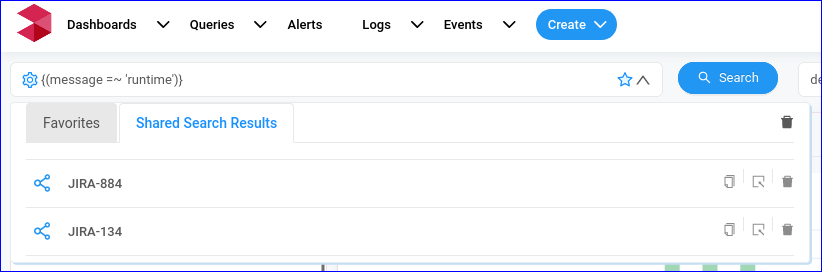 Dashboards Queries Alerts Logs Events Create
{(message =~ 'runtime')} Search de
Favorites Shared Search Results
JIRA-884
JIRA-134